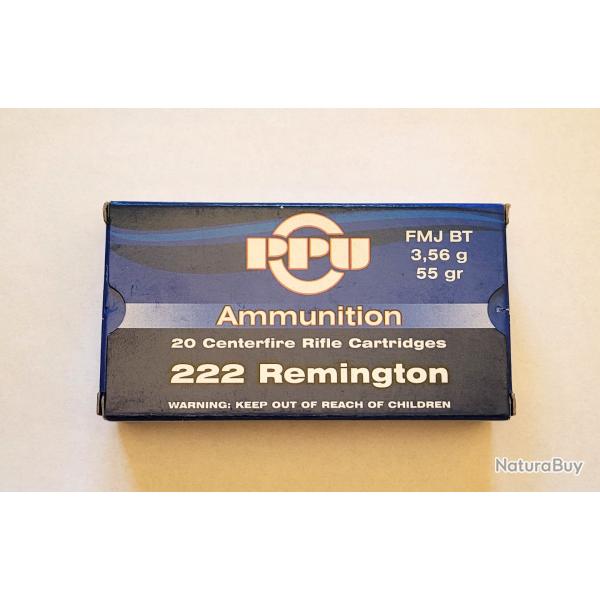 PPU
FMJ BT
3,56 g
55 gr
Ammunition
20 Centerfire Rifle Cartridges
222 Remington
WARNING: KEEP OUT OF REACH OF CHILDREN
NaturaBuy